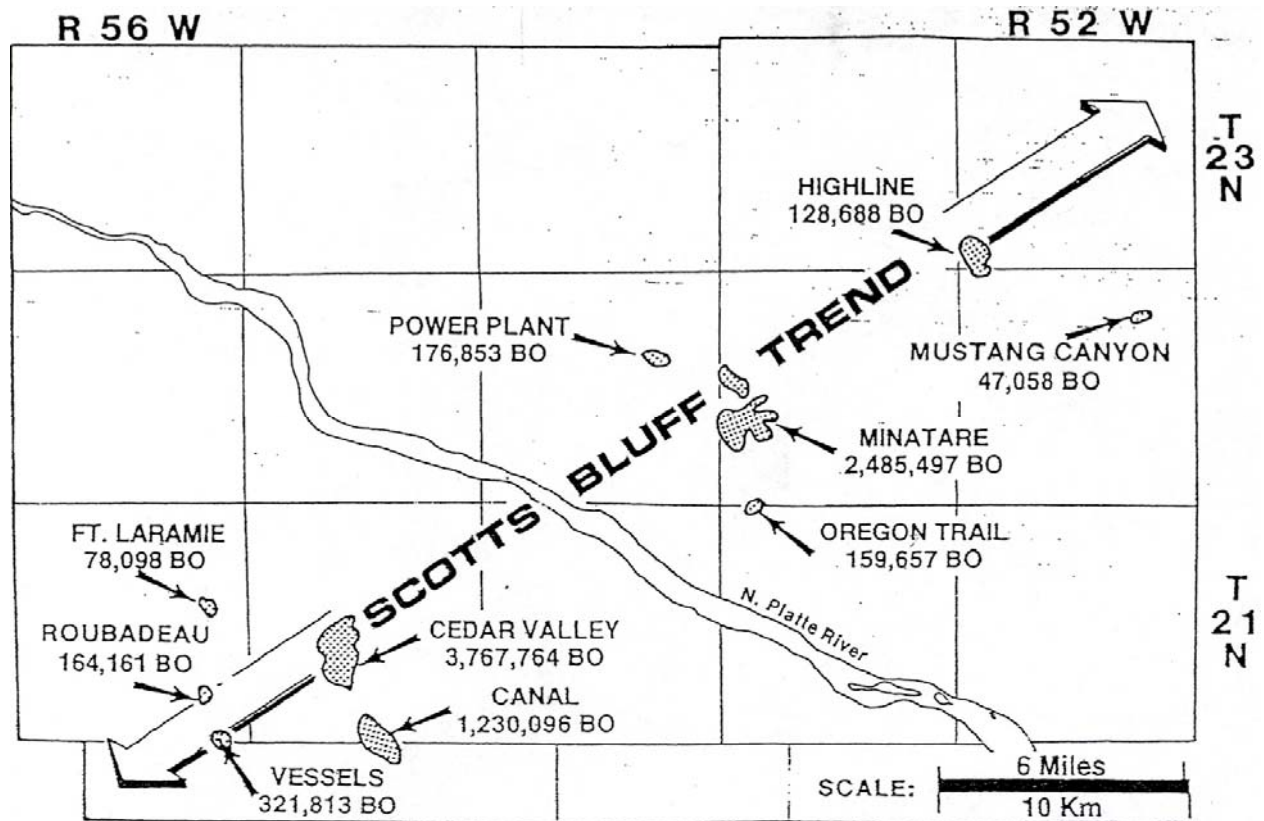 R 56 W
R 52 W
T
23
N
HIGHLINE
128,688 BO
SCOTTS BLUFF TREND
POWER PLANT
176,853 BO
MUSTANG CANYON
47,058 BO
MINATARE
2,485,497 BO
OREGON TRAIL
159,657 BO
FT. LARAMIE
78,098 BO
T
21
N
N. Platte River
ROUBADEAU
164,161 BO
CEDAR VALLEY
3,767,764 BO
CANAL
1,230,096 BO
VESSELS
321,813 BO
SCALE:
6 Miles
10 Km